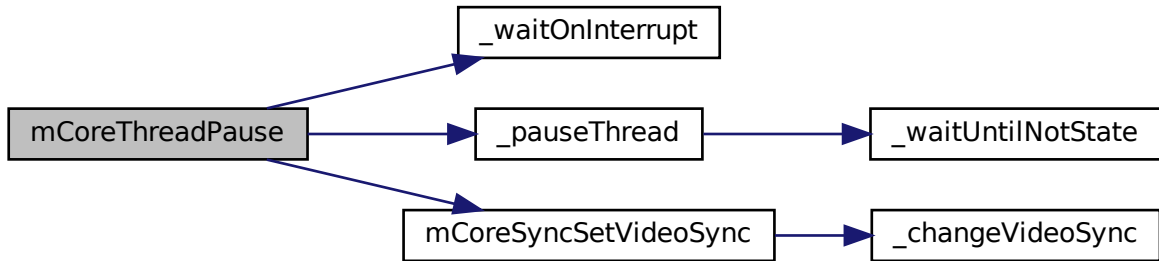 _waitOnInterrupt
mCoreThreadPause
_pauseThread
_waitUntilNotState
mCoreSyncSetVideoSync
_changeVideoSync